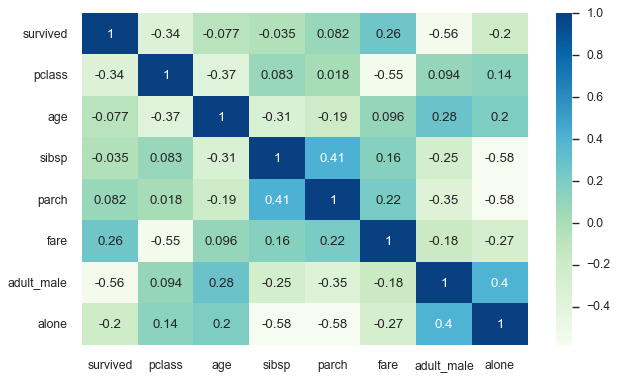 survived 1 -0.34 -0.077 -0.035 0.082 0.26 -0.56 -0.2
pclass -0.34 1 -0.37 0.083 0.018 -0.55 0.094 0.14
age -0.077 -0.37 1 -0.31 -0.19 0.096 0.28 0.2
sibsp -0.035 0.083 -0.31 1 0.41 0.16 -0.25 -0.58
parch 0.082 0.018 -0.19 0.41 1 0.22 -0.35 -0.58
fare 0.26 -0.55 0.096 0.16 0.22 1 -0.18 -0.27
adult_male -0.56 0.094 0.28 -0.25 -0.35 -0.18 1 0.4
alone -0.2 0.14 0.2 -0.58 -0.58 -0.27 0.4 1
survived pclass age sibsp parch fare adult_male alone
1.0
0.8
0.6
0.4
0.2
0.0
−0.2
−0.4